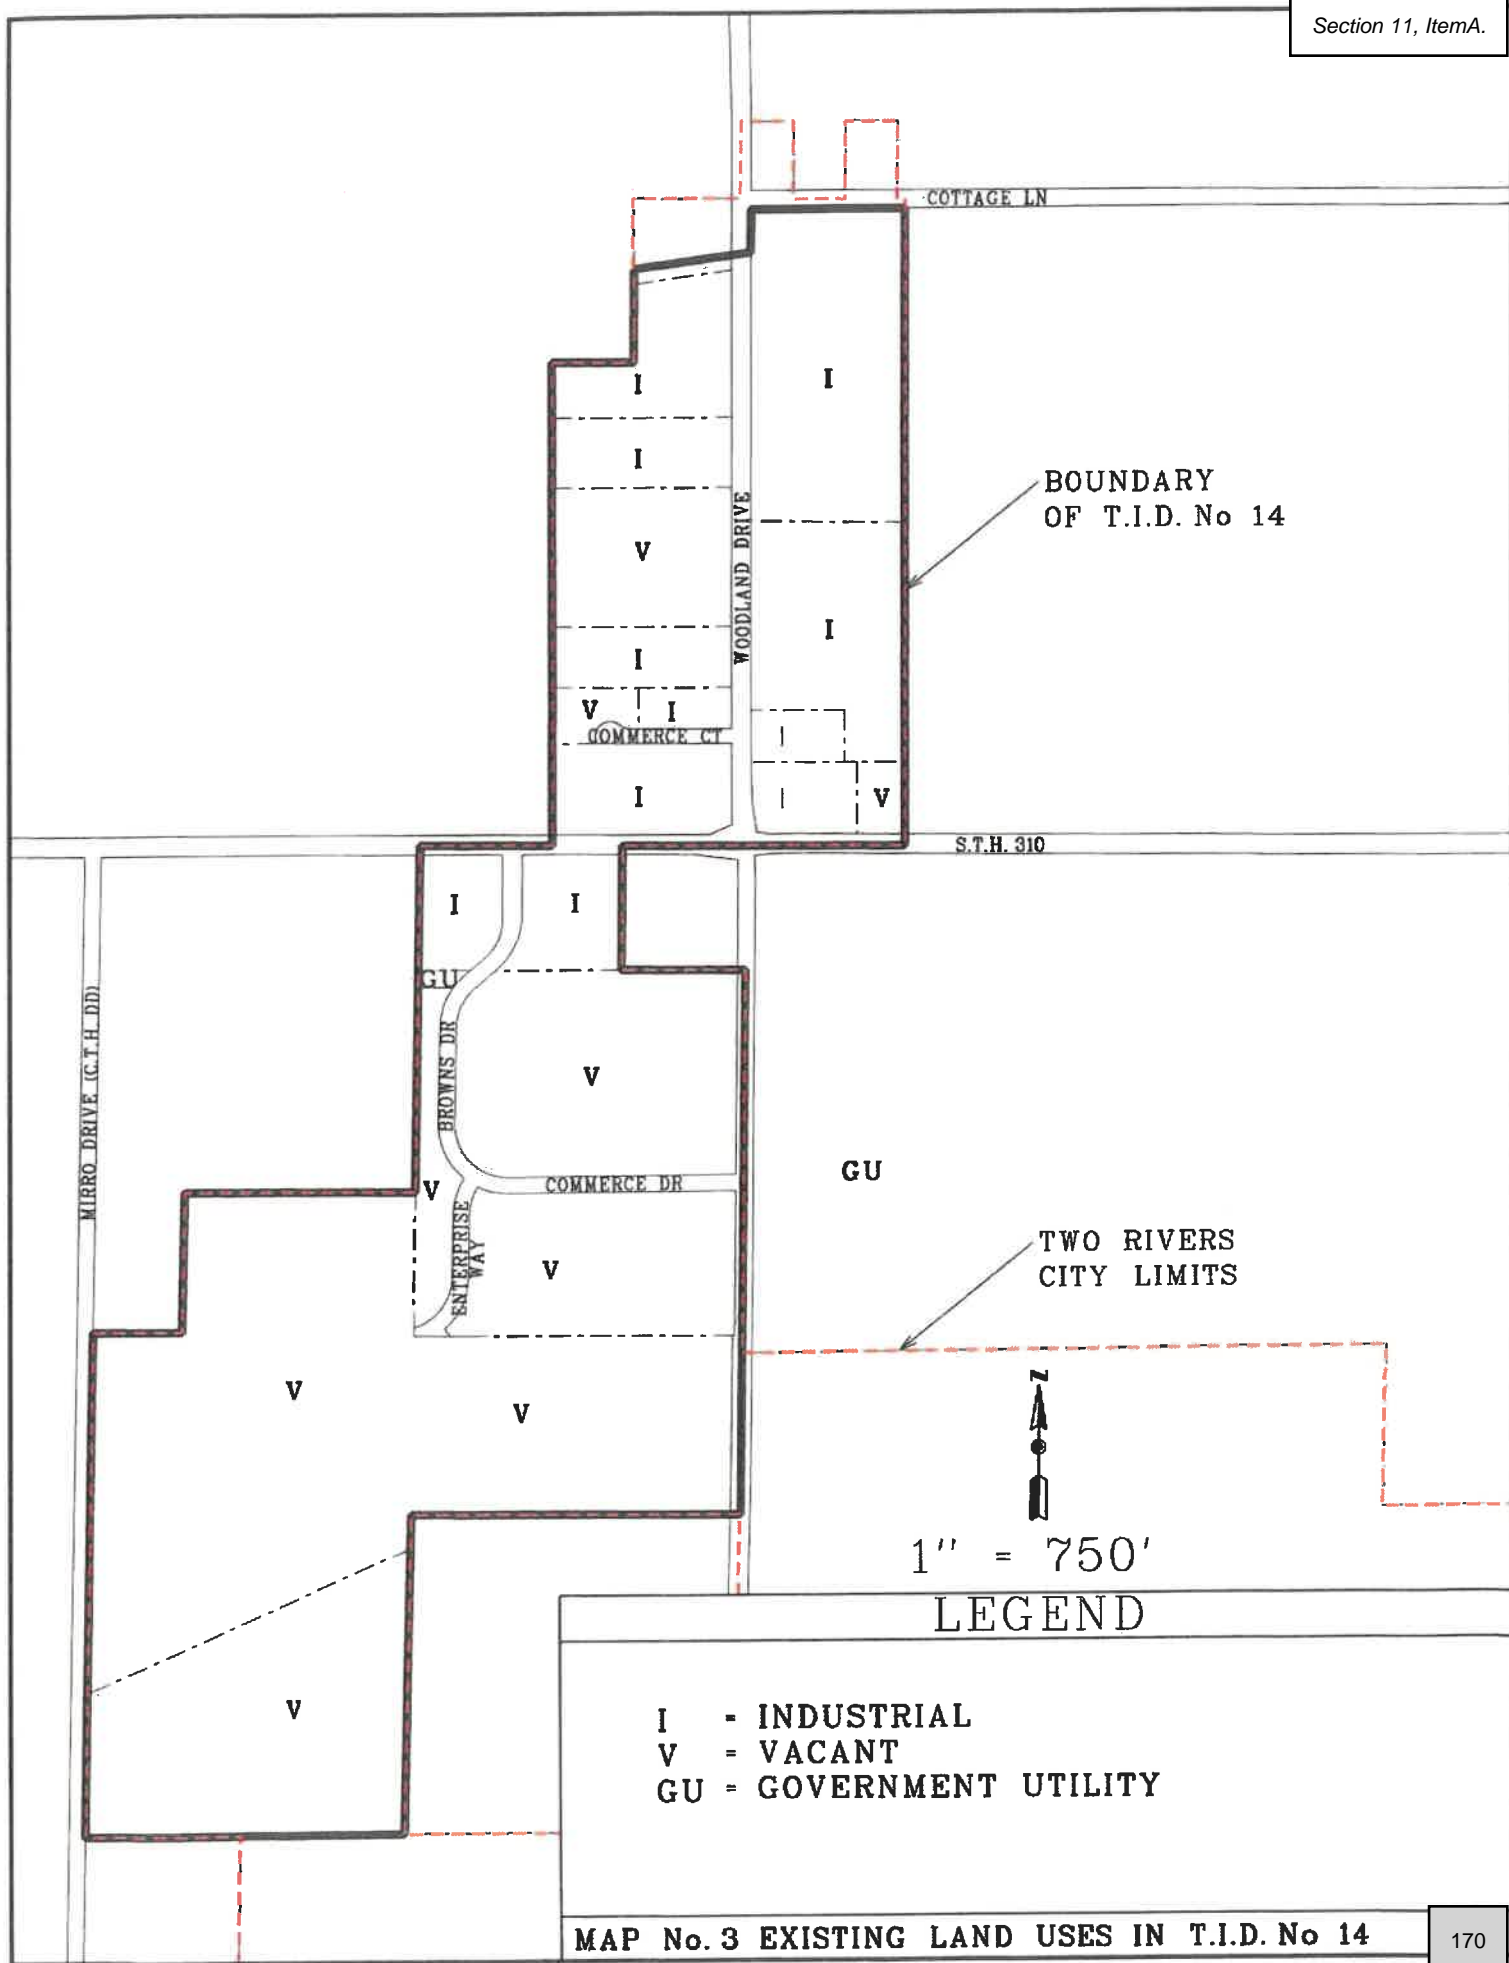 Section 11, ItemA.
COTTAGE LN
I
I
I
BOUNDARY
OF T.I.D. No 14
WOODLAND DRIVE
V
I
I
V
I
COMMERCE CT
I
I
I
V
S.T.H. 310
I
I
GU
MIRRO DRIVE (C.T.H. DD)
BROWNS DR
V
GU
V
COMMERCE DR
ENTERPRISE
WAY
V
TWO RIVERS
CITY LIMITS
V
V
N
1" = 750'
LEGEND
V
I = INDUSTRIAL
V = VACANT
GU = GOVERNMENT UTILITY
MAP No. 3 EXISTING LAND USES IN T.I.D. No 14
170